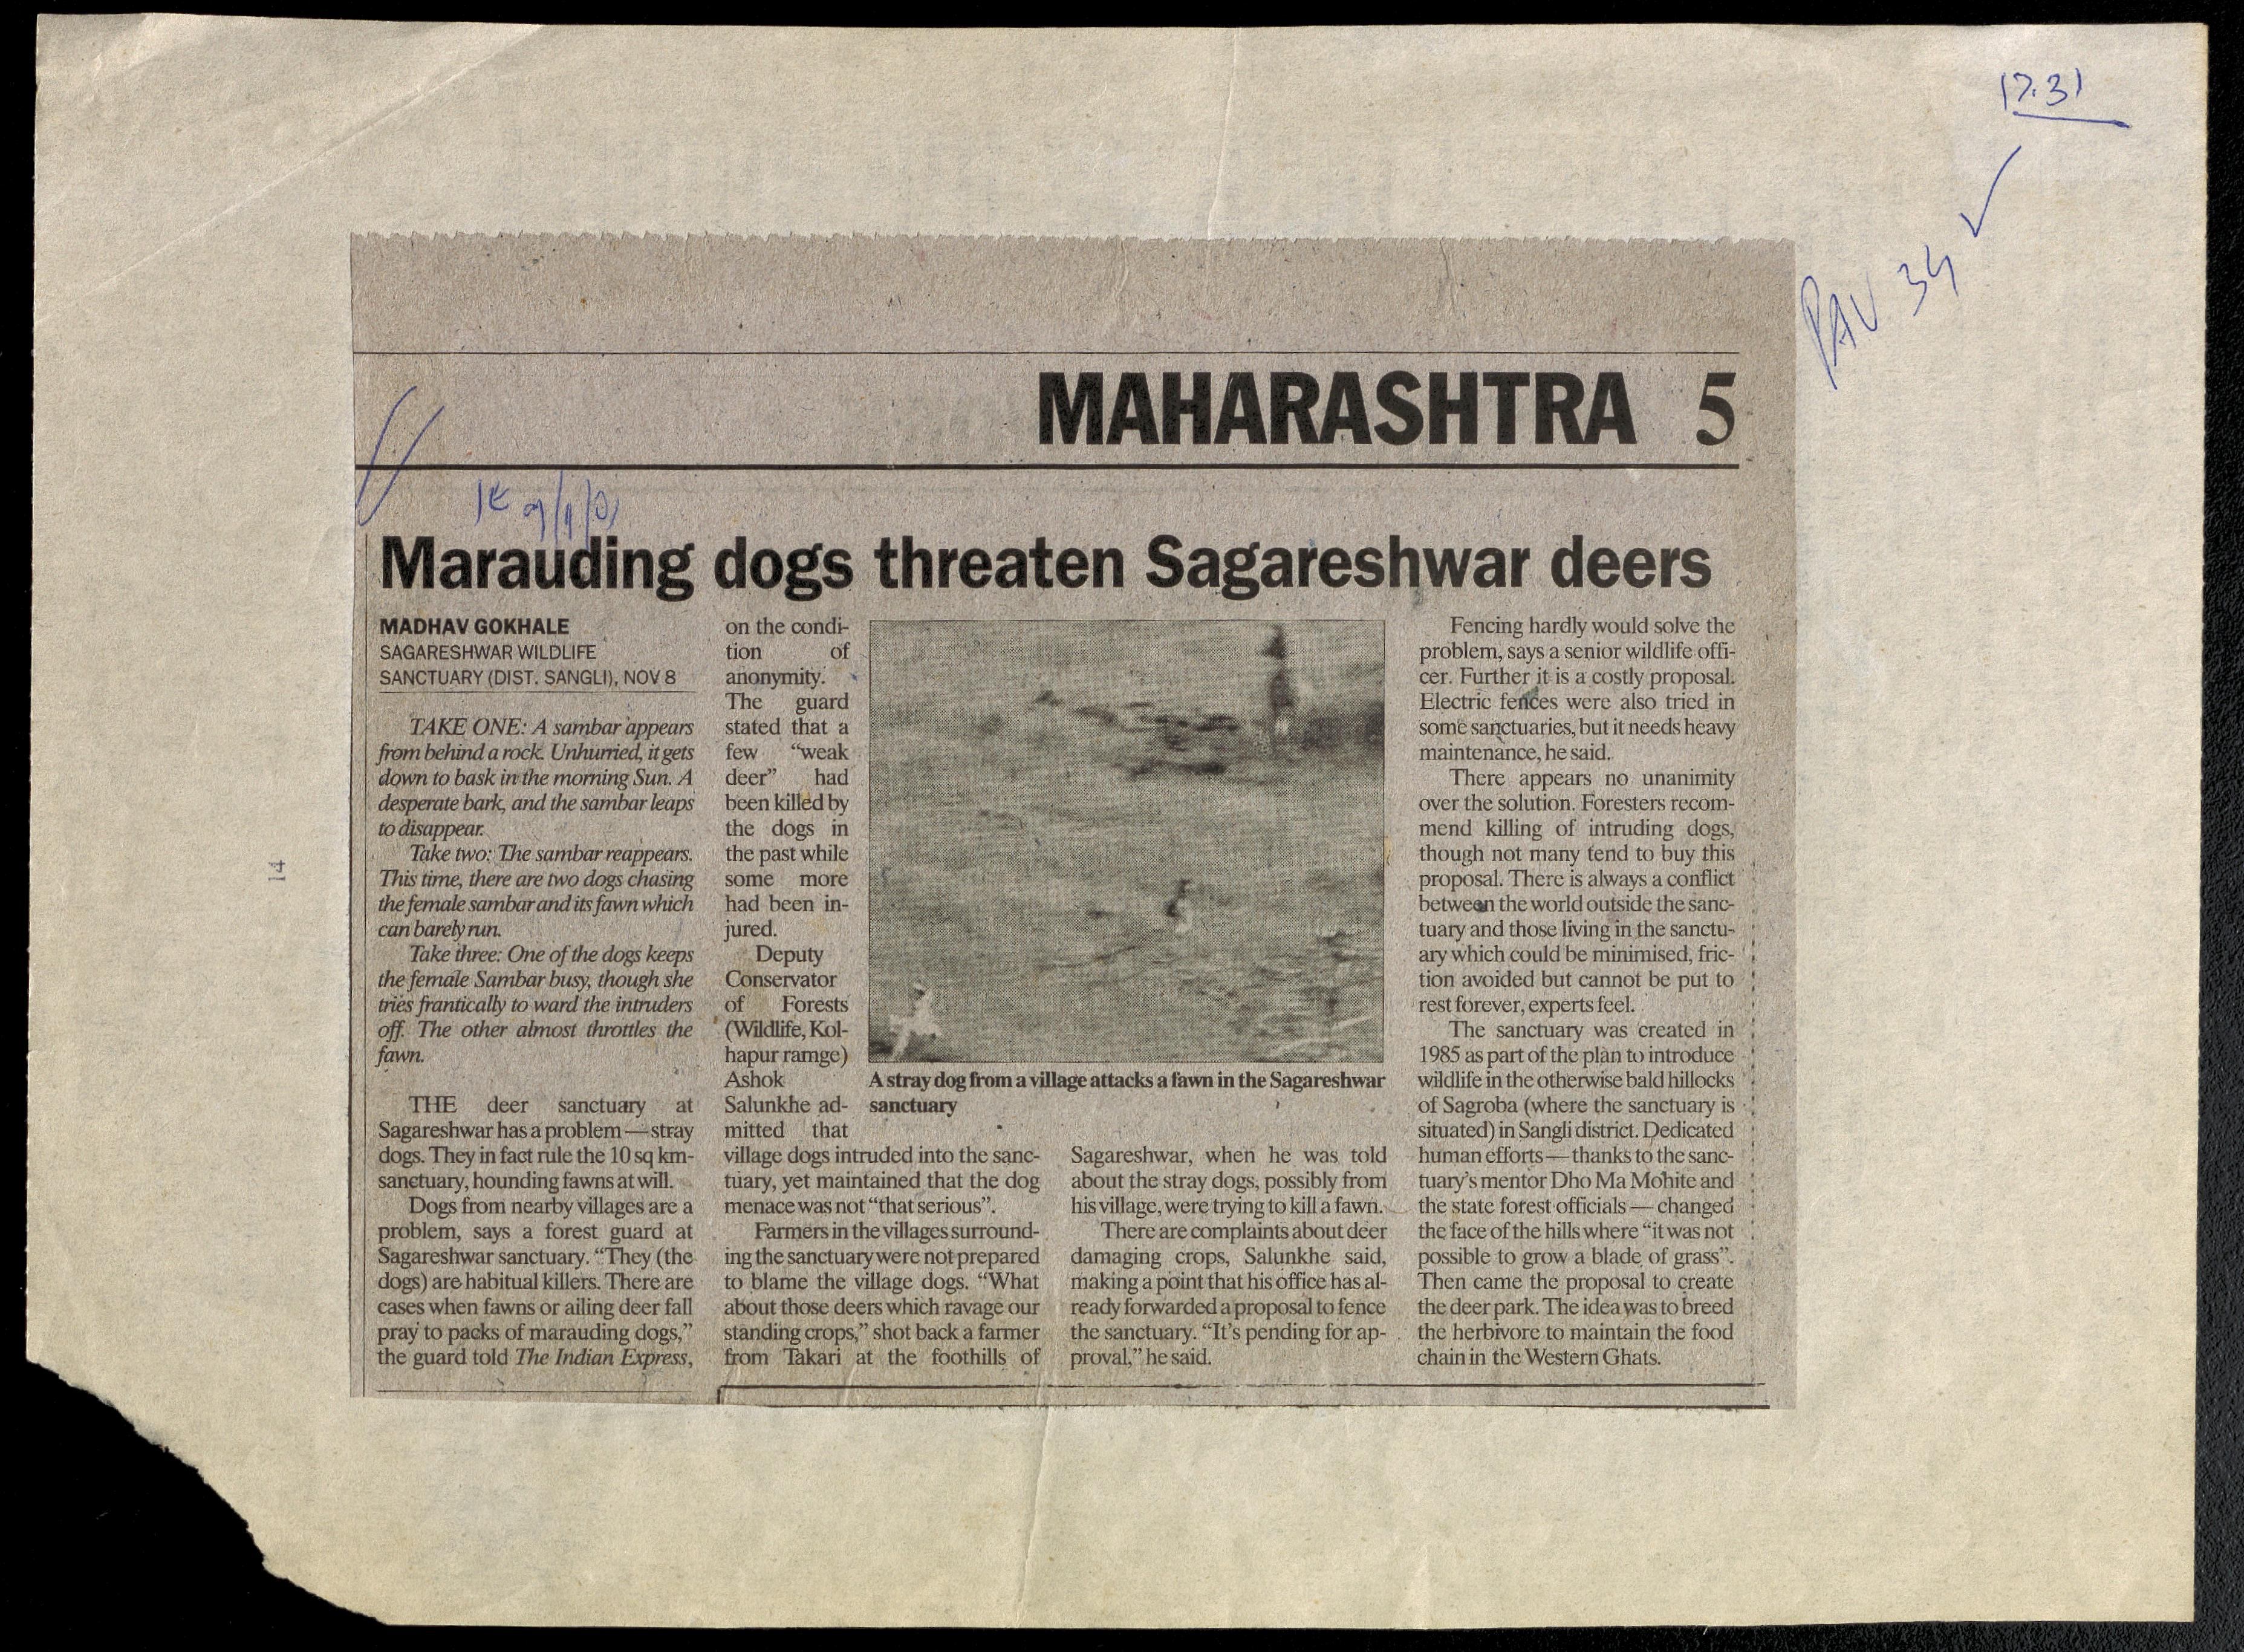 17.31
PAV 34
MAHARASHTRA 5
IE 9/11/01
Marauding dogs threaten Sagareshwar deers
MADHAV GOKHALE
SAGARESHWAR WILDLIFE
SANCTUARY (DIST. SANGLI), NOV 8
TAKE ONE: A sambar appears
from behind a rock. Unhurried, it gets
down to bask in the morning Sun. A
desperate bark, and the sambar leaps
to disappear.
Take two: The sambar reappears.
This time, there are two dogs chasing
the female sambar and its fawn which
can barely run.
Take three: One of the dogs keeps
the female Sambar busy, though she
tries frantically to ward the intruders
off. The other almost throttles the
fawn.
THE deer sanctuary at
Sagareshwar has a problem — stray
dogs. They in fact rule the 10 sq km-
sanctuary, hounding fawns at will.
Dogs from nearby villages are a
problem, says a forest guard at
Sagareshwar sanctuary. “They (the
dogs) are habitual killers. There are
cases when fawns or ailing deer fall
pray to packs of marauding dogs,”
the guard told The Indian Express,
on the condi-
tion of
anonymity.
The guard
stated that a
few “weak
deer” had
been killed by
the dogs in
the past while
some more
had been in-
jured.
Deputy
Conservator
of Forests
(Wildlife, Kol-
hapur ramge)
Ashok
Salunkhe ad-
mitted that
village dogs intruded into the sanc-
tuary, yet maintained that the dog
menace was not “that serious”.
Farmers in the villages surround-
ing the sanctuary were not prepared
to blame the village dogs. “What
about those deers which ravage our
standing crops,” shot back a farmer
from Takari at the foothills of
A stray dog from a village attacks a fawn in the Sagareshwar
sanctuary
Sagareshwar, when he was told
about the stray dogs, possibly from
his village, were trying to kill a fawn.
There are complaints about deer
damaging crops, Salunkhe said,
making a point that his office has al-
ready forwarded a proposal to fence
the sanctuary. “It’s pending for ap-
proval,” he said.
Fencing hardly would solve the
problem, says a senior wildlife offi-
cer. Further it is a costly proposal.
Electric fences were also tried in
some sanctuaries, but it needs heavy
maintenance, he said.
There appears no unanimity
over the solution. Foresters recom-
mend killing of intruding dogs,
though not many tend to buy this
proposal. There is always a conflict
between the world outside the sanc-
tuary and those living in the sanctu-
ary which could be minimised, fric-
tion avoided but cannot be put to
rest forever, experts feel.
The sanctuary was created in
1985 as part of the plan to introduce
wildlife in the otherwise bald hillocks
of Sagroba (where the sanctuary is
situated) in Sangli district. Dedicated
human efforts — thanks to the sanc-
tuary’s mentor Dho Ma Mohite and
the state forest officials — changed
the face of the hills where “it was not
possible to grow a blade of grass”.
Then came the proposal to create
the deer park. The idea was to breed
the herbivore to maintain the food
chain in the Western Ghats.
14